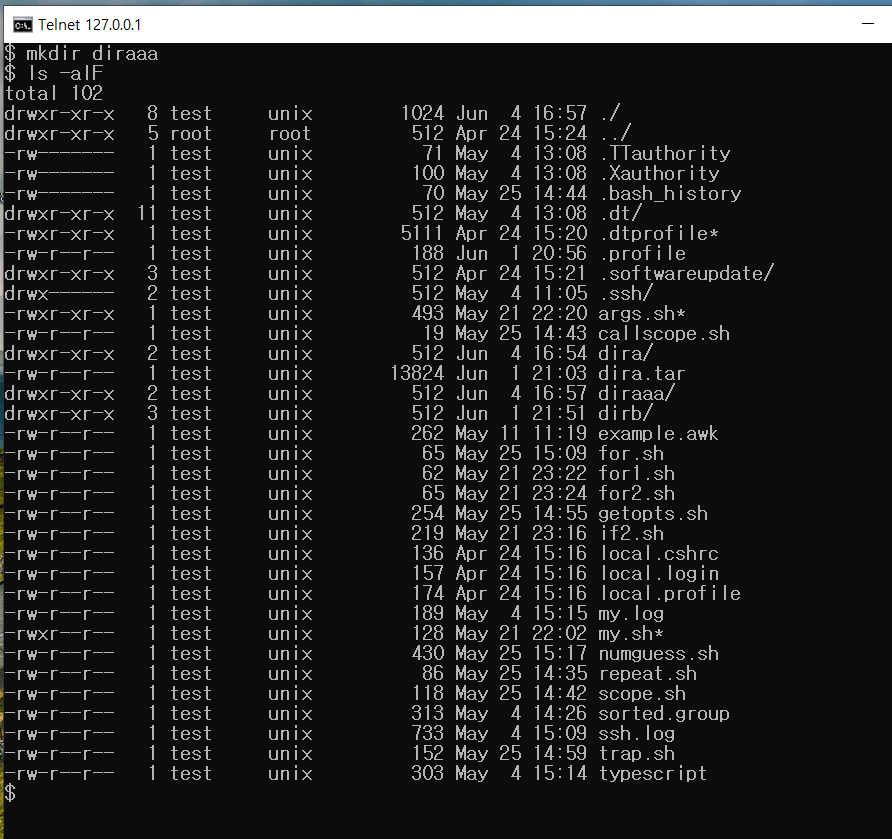 Telnet 127.0.0.1
$ mkdir diraaa
$ ls -alF
total 102
drwxr-xr-x   8 test     unix        1024 Jun  4 16:57 ./
drwxr-xr-x   5 root     root         512 Apr 24 15:24 ../
-rw-------   1 test     unix          71 May  4 13:08 .TTauthority
-rw-------   1 test     unix         100 May  4 13:08 .Xauthority
-rw-------   1 test     unix          70 May 25 14:44 .bash_history
drwxr-xr-x  11 test     unix         512 May  4 13:08 .dt/
-rwxr-xr-x   1 test     unix        5111 Apr 24 15:20 .dtprofile*
-rw-r--r--   1 test     unix         188 Jun  1 20:56 .profile
drwxr-xr-x   3 test     unix         512 Apr 24 15:21 .softwareupdate/
drwx------   2 test     unix         512 May  4 11:05 .ssh/
-rwxr-xr-x   1 test     unix         493 May 21 22:20 args.sh*
-rw-r--r--   1 test     unix          19 May 25 14:43 callscope.sh
drwxr-xr-x   2 test     unix         512 Jun  4 16:54 dira/
-rw-r--r--   1 test     unix       13824 Jun  1 21:03 dira.tar
drwxr-xr-x   2 test     unix         512 Jun  4 16:57 diraaa/
drwxr-xr-x   3 test     unix         512 Jun  1 21:51 dirb/
-rw-r--r--   1 test     unix         262 May 11 11:19 example.awk
-rw-r--r--   1 test     unix          65 May 25 15:09 for.sh
-rw-r--r--   1 test     unix          62 May 21 23:22 for1.sh
-rw-r--r--   1 test     unix          65 May 21 23:24 for2.sh
-rw-r--r--   1 test     unix         254 May 25 14:55 getopts.sh
-rw-r--r--   1 test     unix         219 May 21 23:16 if2.sh
-rw-r--r--   1 test     unix         136 Apr 24 15:16 local.cshrc
-rw-r--r--   1 test     unix         157 Apr 24 15:16 local.login
-rw-r--r--   1 test     unix         174 Apr 24 15:16 local.profile
-rw-r--r--   1 test     unix         189 May  4 15:15 my.log
-rwxr--r--   1 test     unix         128 May 21 22:02 my.sh*
-rw-r--r--   1 test     unix         430 May 25 15:17 numguess.sh
-rw-r--r--   1 test     unix          86 May 25 14:35 repeat.sh
-rw-r--r--   1 test     unix         118 May 25 14:42 scope.sh
-rw-r--r--   1 test     unix         313 May  4 14:26 sorted.group
-rw-r--r--   1 test     unix         733 May  4 15:09 ssh.log
-rw-r--r--   1 test     unix         152 May 25 14:59 trap.sh
-rw-r--r--   1 test     unix         303 May  4 15:14 typescript
$